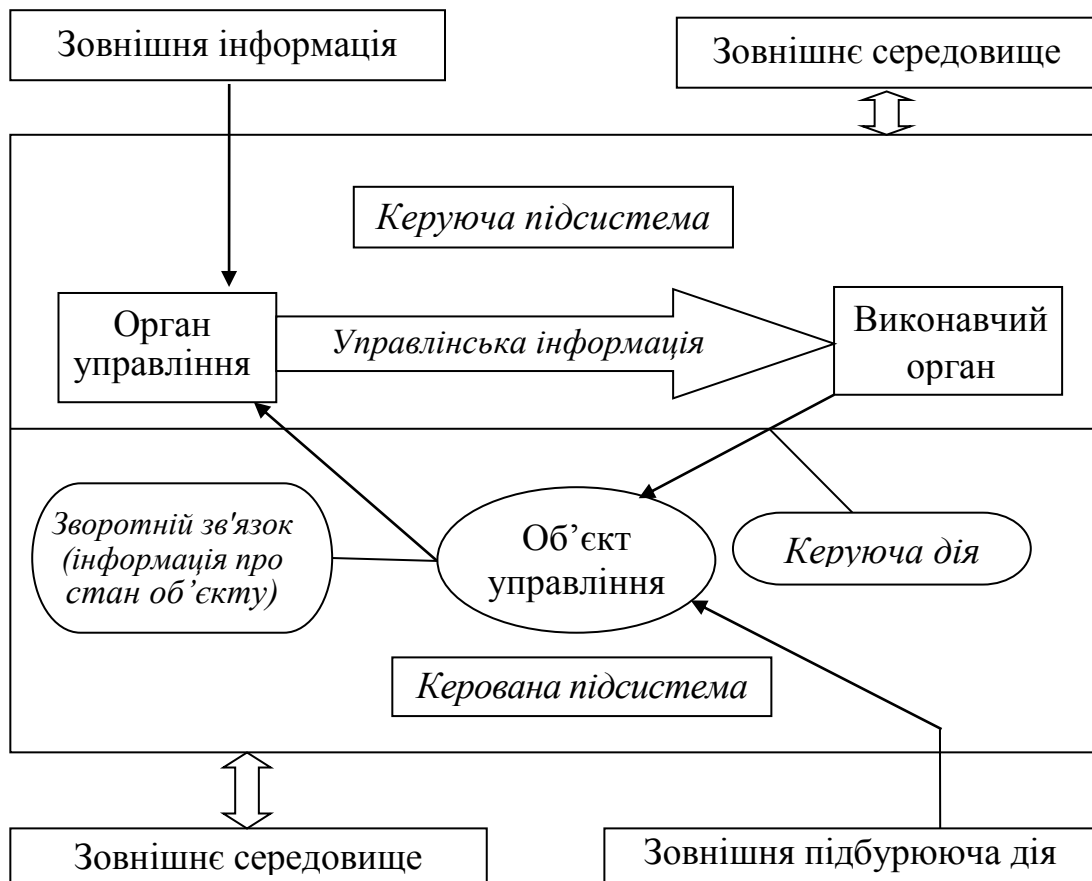 Зовнішня інформація
Зовнішнє середовище
Керуюча підсистема
Орган
управління
Управлінська інформація
Виконавчий
орган
Зворотній зв'язок
(інформація про
стан об’єкту)
Об’єкт
управління
Керуюча дія
Керована підсистема
Зовнішнє середовище
Зовнішня підбурююча дія